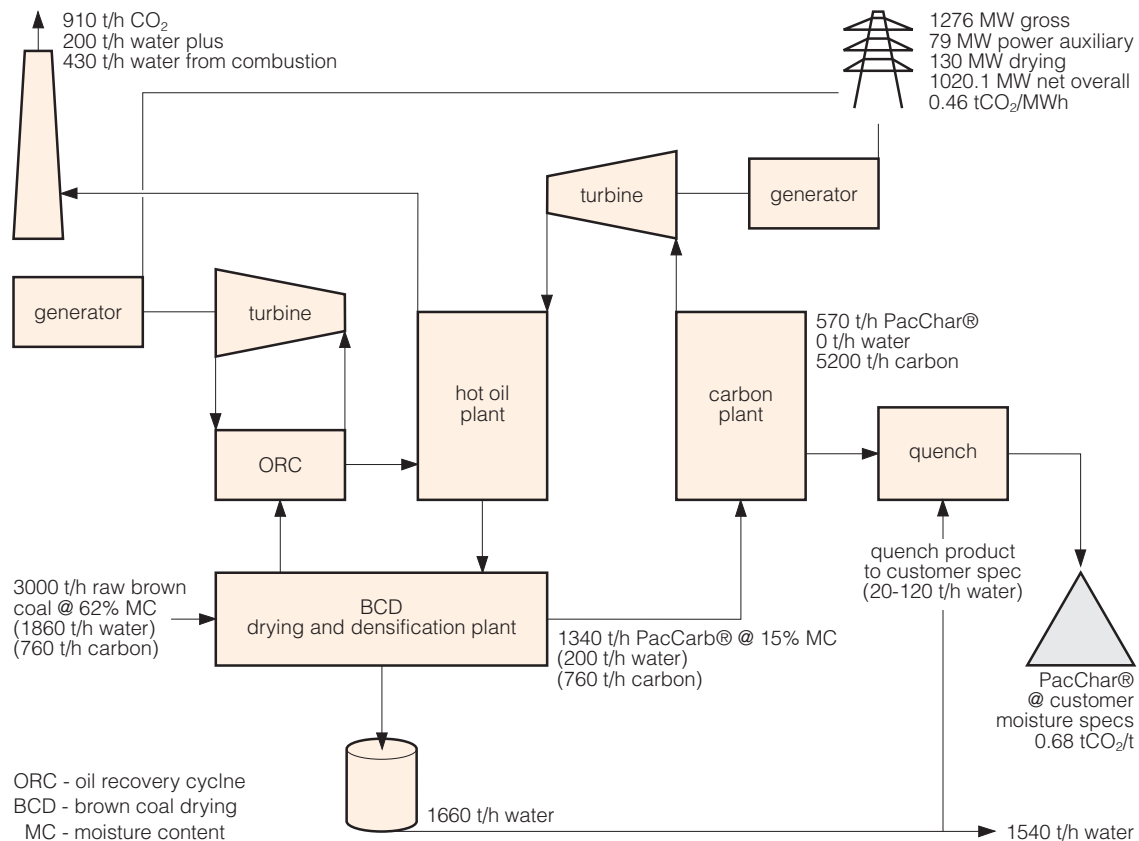 910 t/h CO₂
200 t/h water plus
430 t/h water from combustion
1276 MW gross
79 MW power auxiliary
130 MW drying
1020.1 MW net overall
0.46 tCO₂/MWh
turbine
generator
generator
turbine
hot oil
plant
carbon
plant
570 t/h PacChar®
0 t/h water
5200 t/h carbon
ORC
quench
quench product
to customer spec
(20-120 t/h water)
3000 t/h raw brown
coal @ 62% MC
(1860 t/h water)
(760 t/h carbon)
BCD
drying and densification plant
1340 t/h PacCarb® @ 15% MC
(200 t/h water)
(760 t/h carbon)
PacChar®
@ customer
moisture specs
0.68 tCO₂/t
ORC - oil recovery cyclne
BCD - brown coal drying
MC - moisture content
1660 t/h water
1540 t/h water